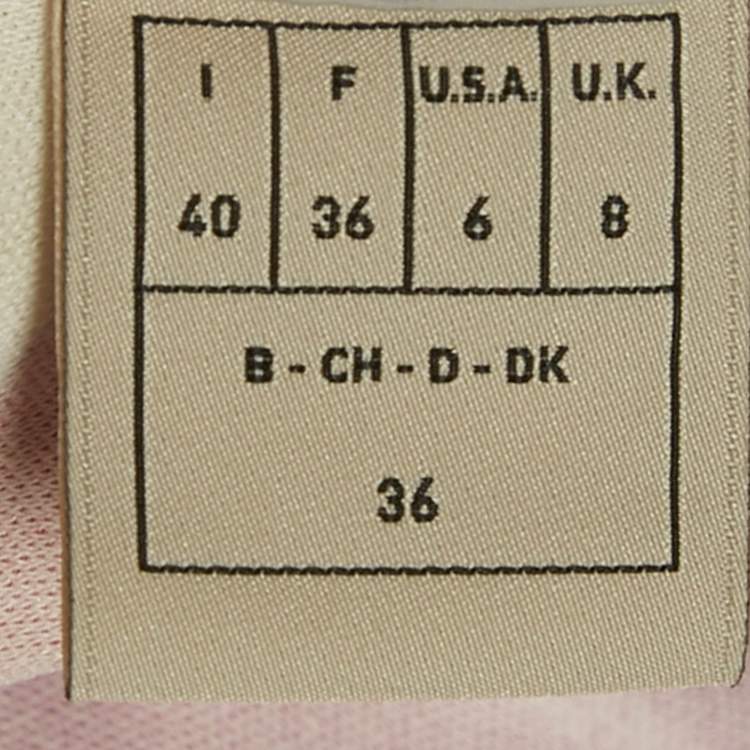 I F U.S.A. U.K.
40 36 6 8
B - CH - D - DK
36